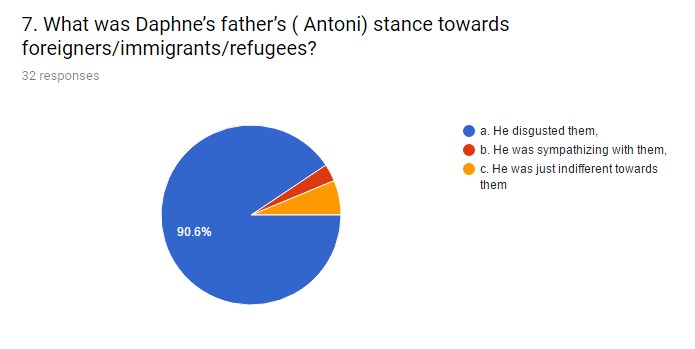 7. What was Daphne’s father’s ( Antoni) stance towards
foreigners/immigrants/refugees?
32 responses
a. He disgusted them,
b. He was sympathizing with them,
c. He was just indifferent towards
them
90.6%